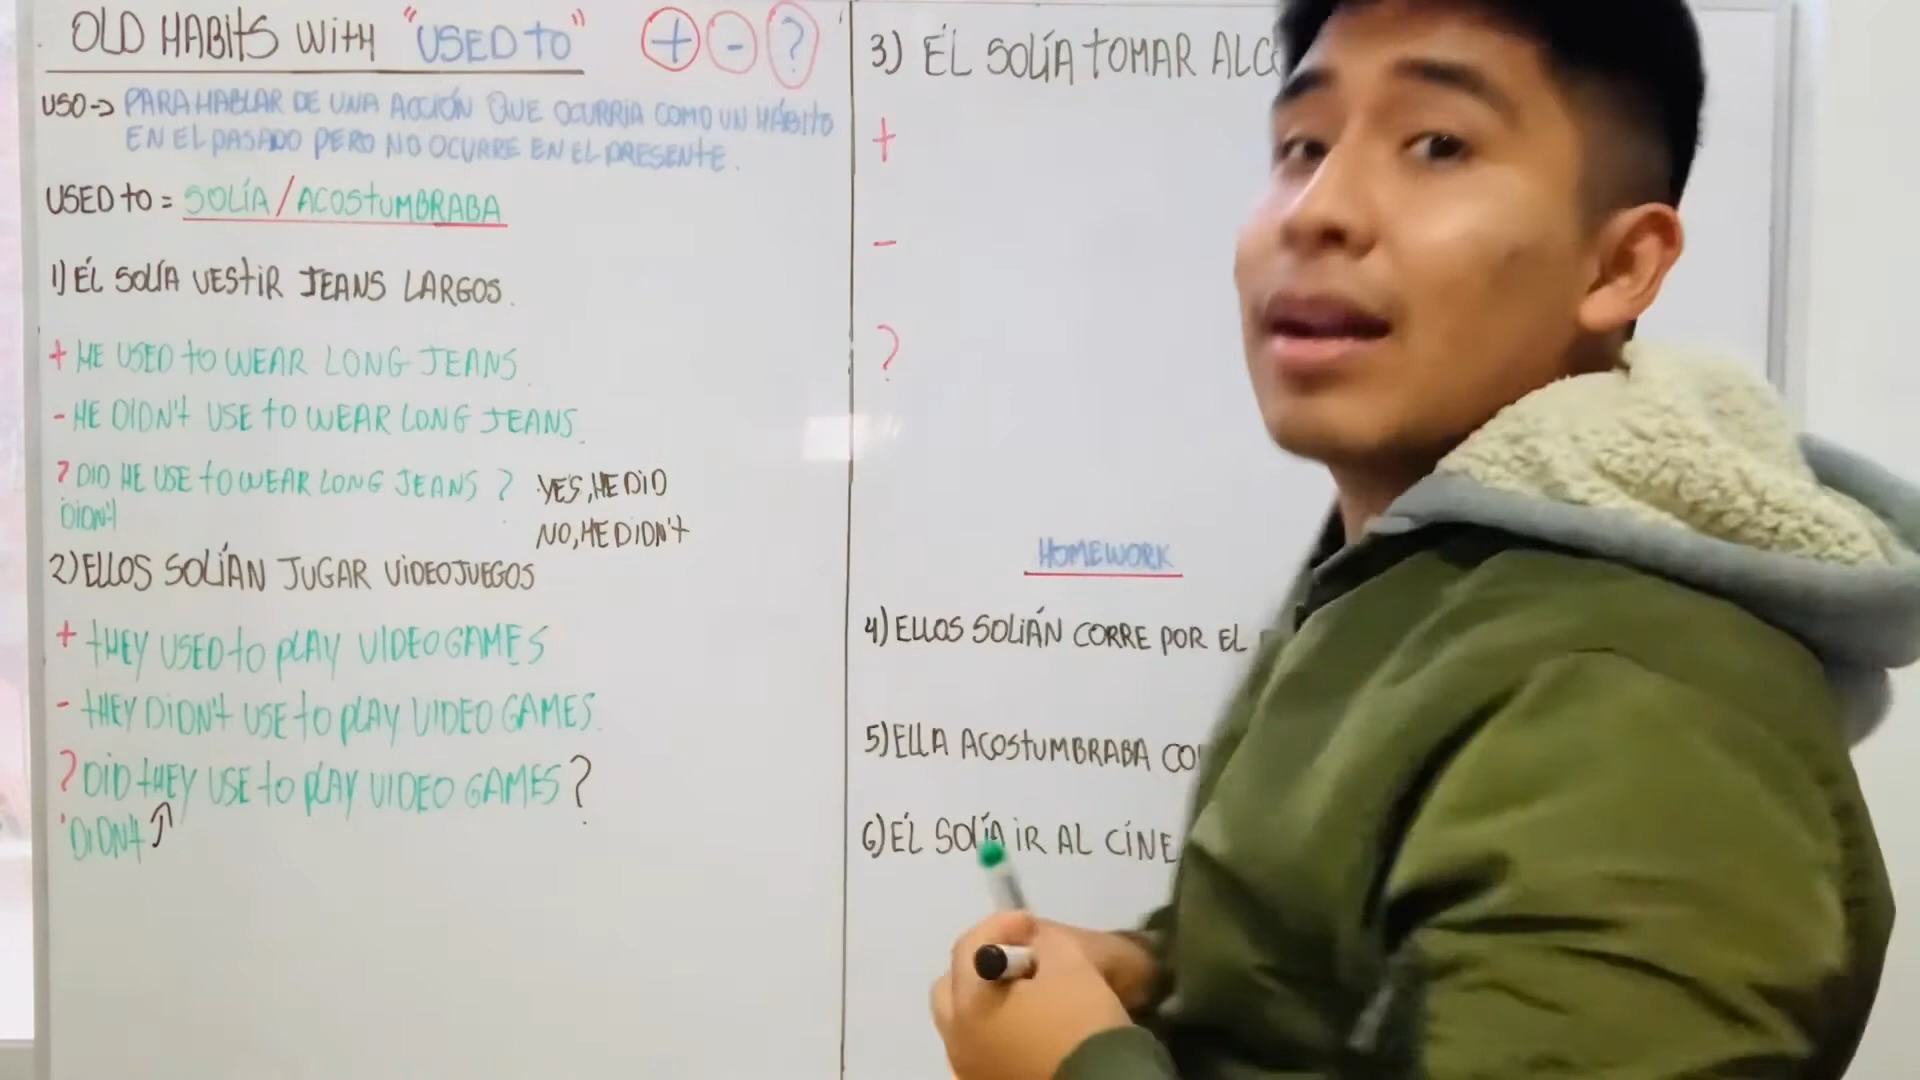 OLD HABITS WITH "USED TO" + - ?
USO-> PARA HABLAR DE UNA ACCIÓN QUE OCURRIA COMO UN HÁBITO
EN EL PASADO PERO NO OCURRE EN EL PRESENTE.
USED TO = SOLÍA / ACOSTUMBRABA
1) ÉL SOLÍA VESTIR JEANS LARGOS.
+ HE USED TO WEAR LONG JEANS.
- HE DIDN'T USE TO WEAR LONG JEANS.
? DID HE USE TO WEAR LONG JEANS ? YES, HE DID
DIDN'T NO, HE DIDN'T
2) ELLOS SOLÍAN JUGAR VIDEOJUEGOS
+ THEY USED TO PLAY VIDEOGAMES
- THEY DIDN'T USE TO PLAY VIDEO GAMES.
? DID THEY USE TO PLAY VIDEO GAMES?
DIDN'T
3) ÉL SOLÍA TOMAR
+
-
?
HOMEWORK
4) ELLOS SOLIÁN CORRE POR EL
5) ELLA ACOSTUMBRABA
6) ÉL SOLÍA IR AL CINE